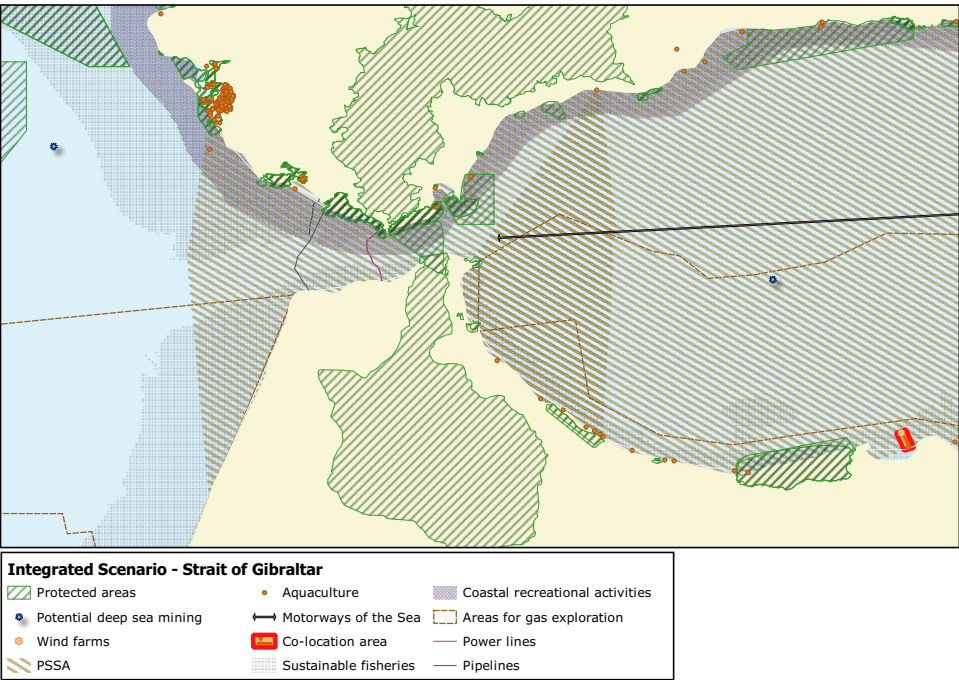 Integrated Scenario - Strait of Gibraltar
Protected areas
Aquaculture
Coastal recreational activities
Potential deep sea mining
Motorways of the Sea
Areas for gas exploration
Wind farms
Co-location area
Power lines
PSSA
Sustainable fisheries
Pipelines